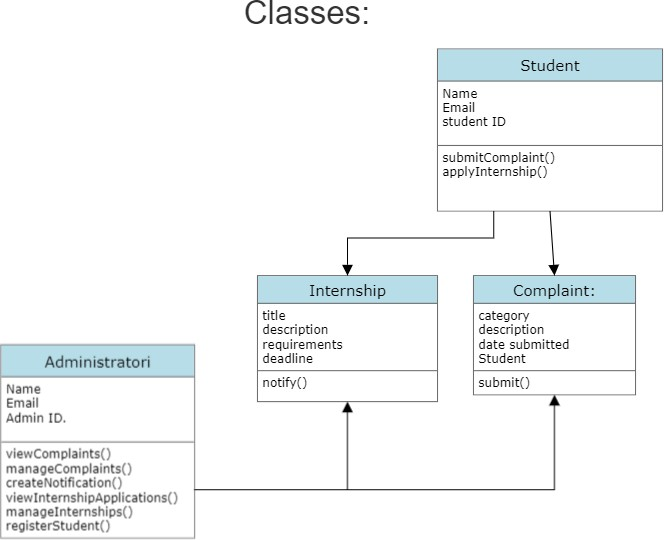 Classes:
Student
Name
Email
student ID
submitComplaint()
applyInternship()
Internship
title
description
requirements
deadline
notify()
Complaint:
category
description
date submitted
Student
submit()
Administratori
Name
Email
Admin ID.
viewComplaints()
manageComplaints()
createNotification()
viewInternshipApplications()
manageInternships()
registerStudent()